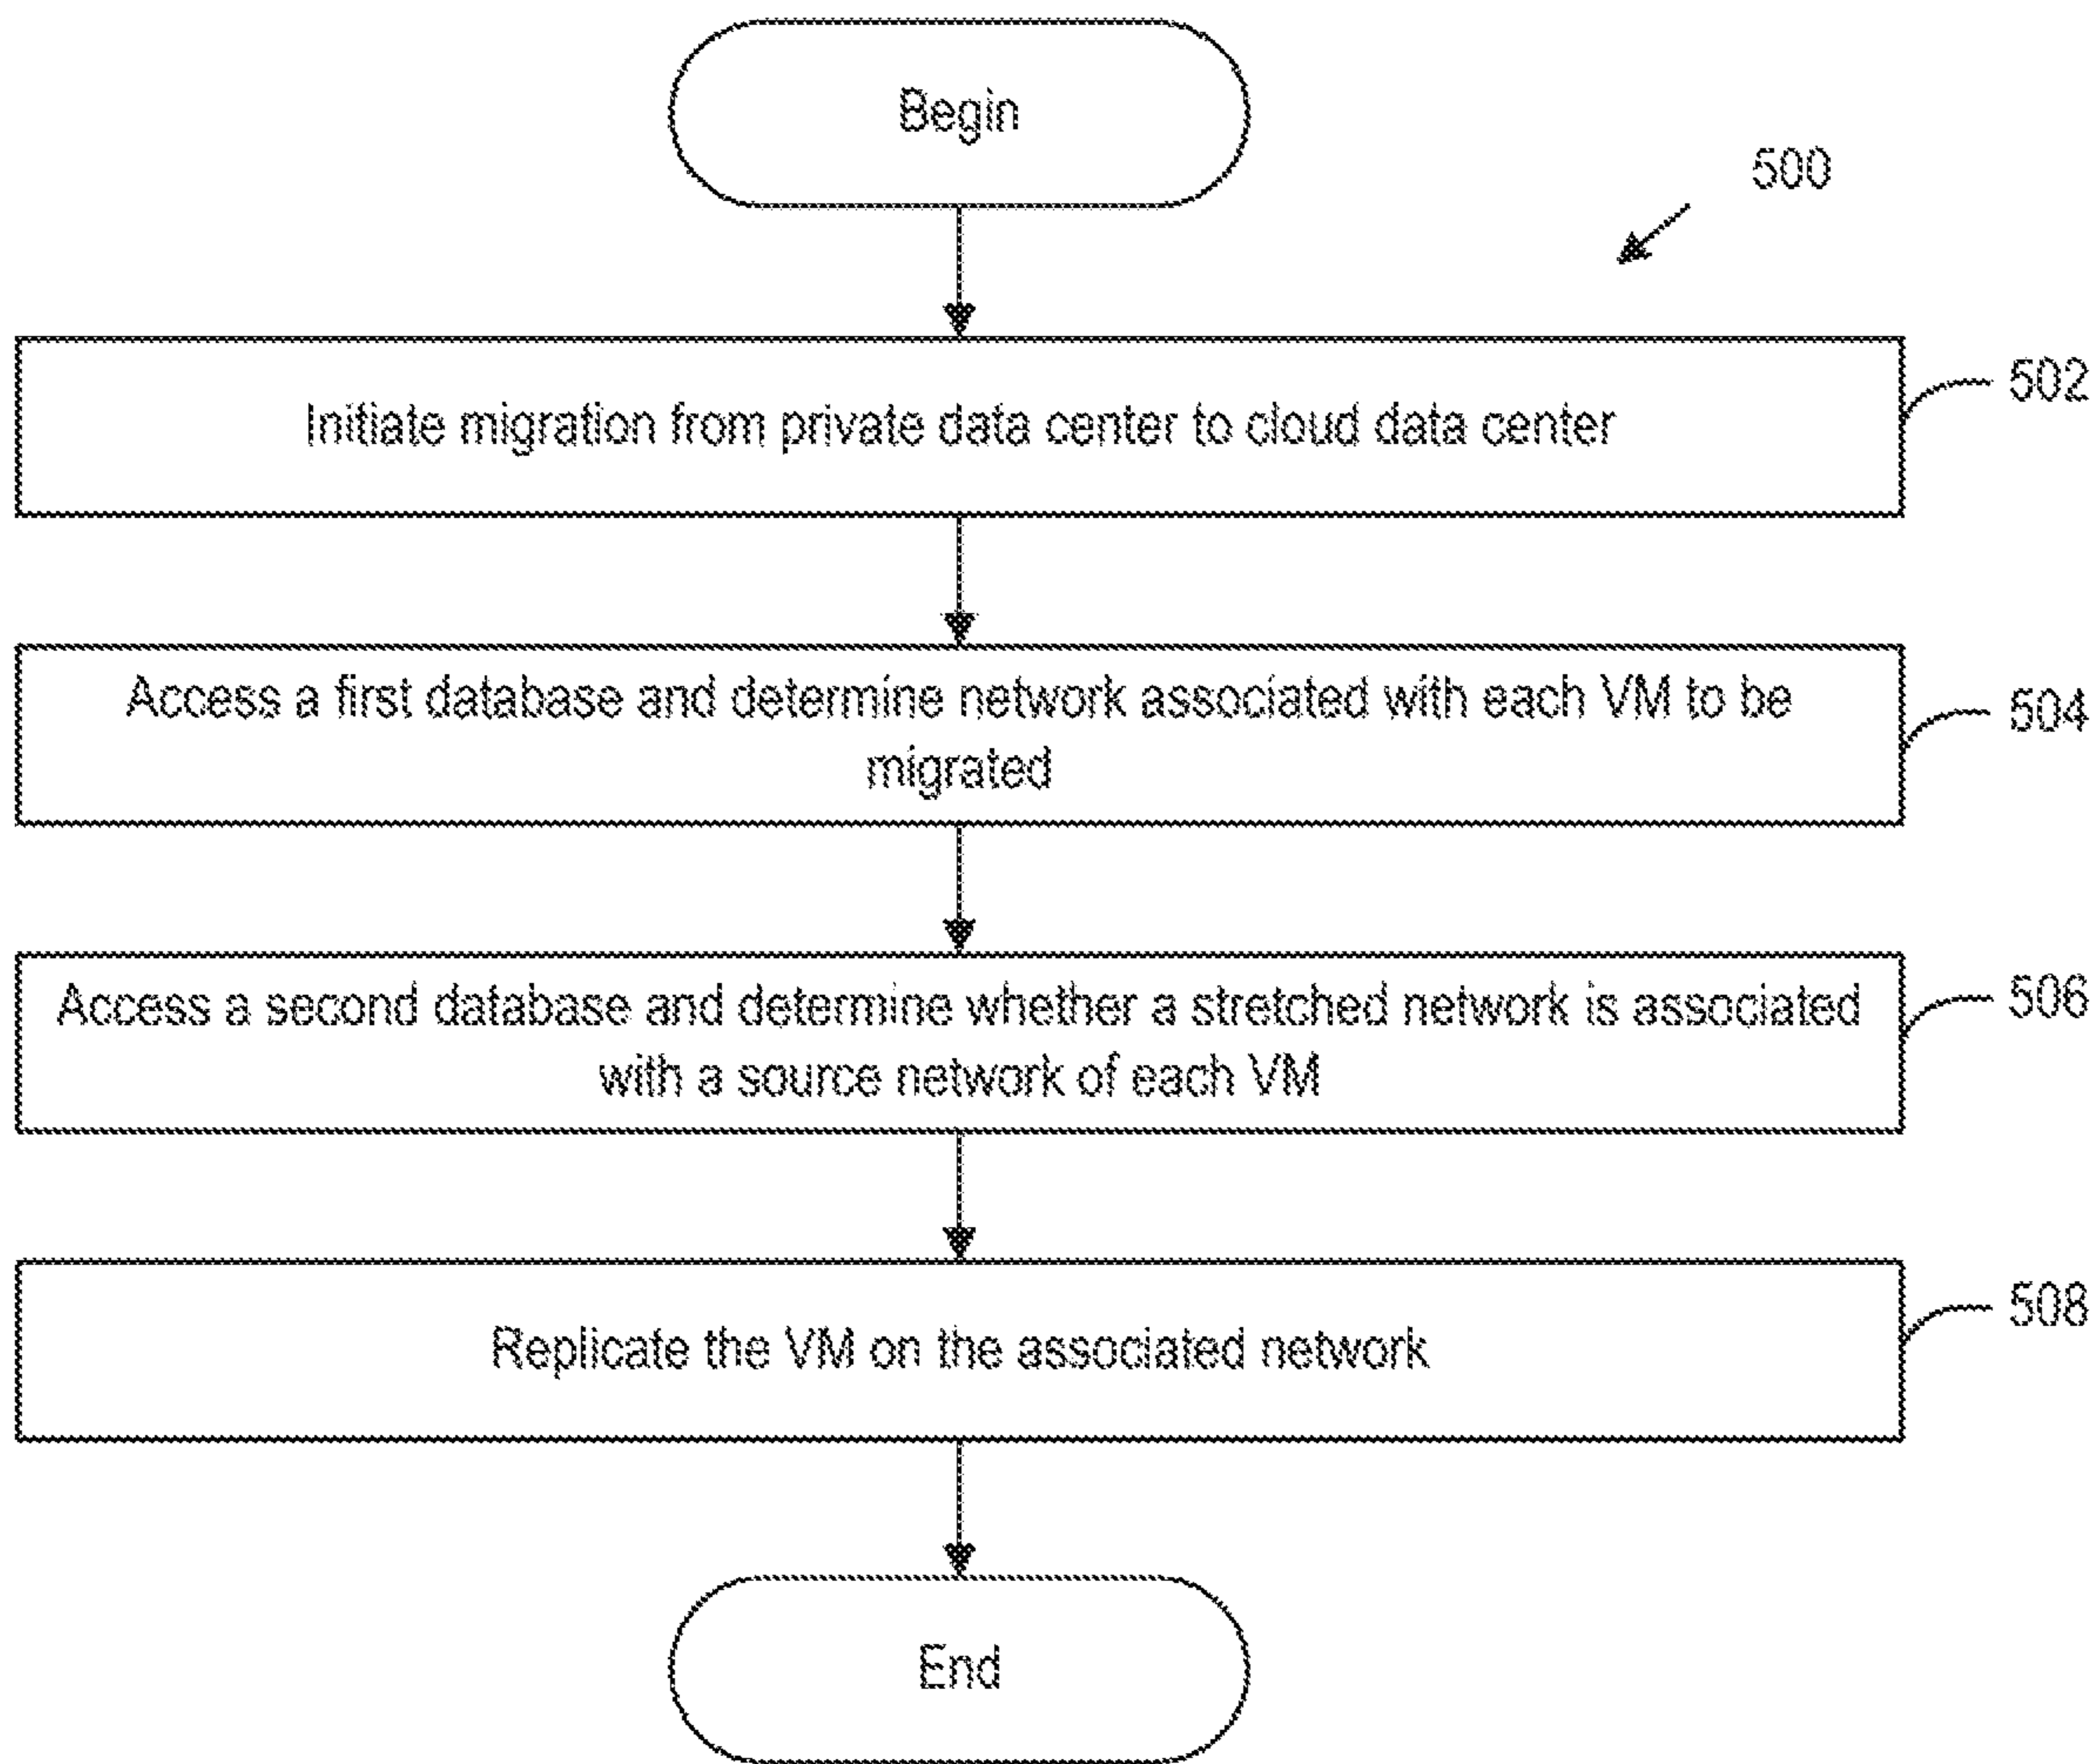 Begin
500
Initiate migration from private data center to cloud data center
502
Access a first database and determine network associated with each VM to be
migrated
504
Access a second database and determine whether a stretched network is associated
with a source network of each VM
506
Replicate the VM on the associated network
508
End